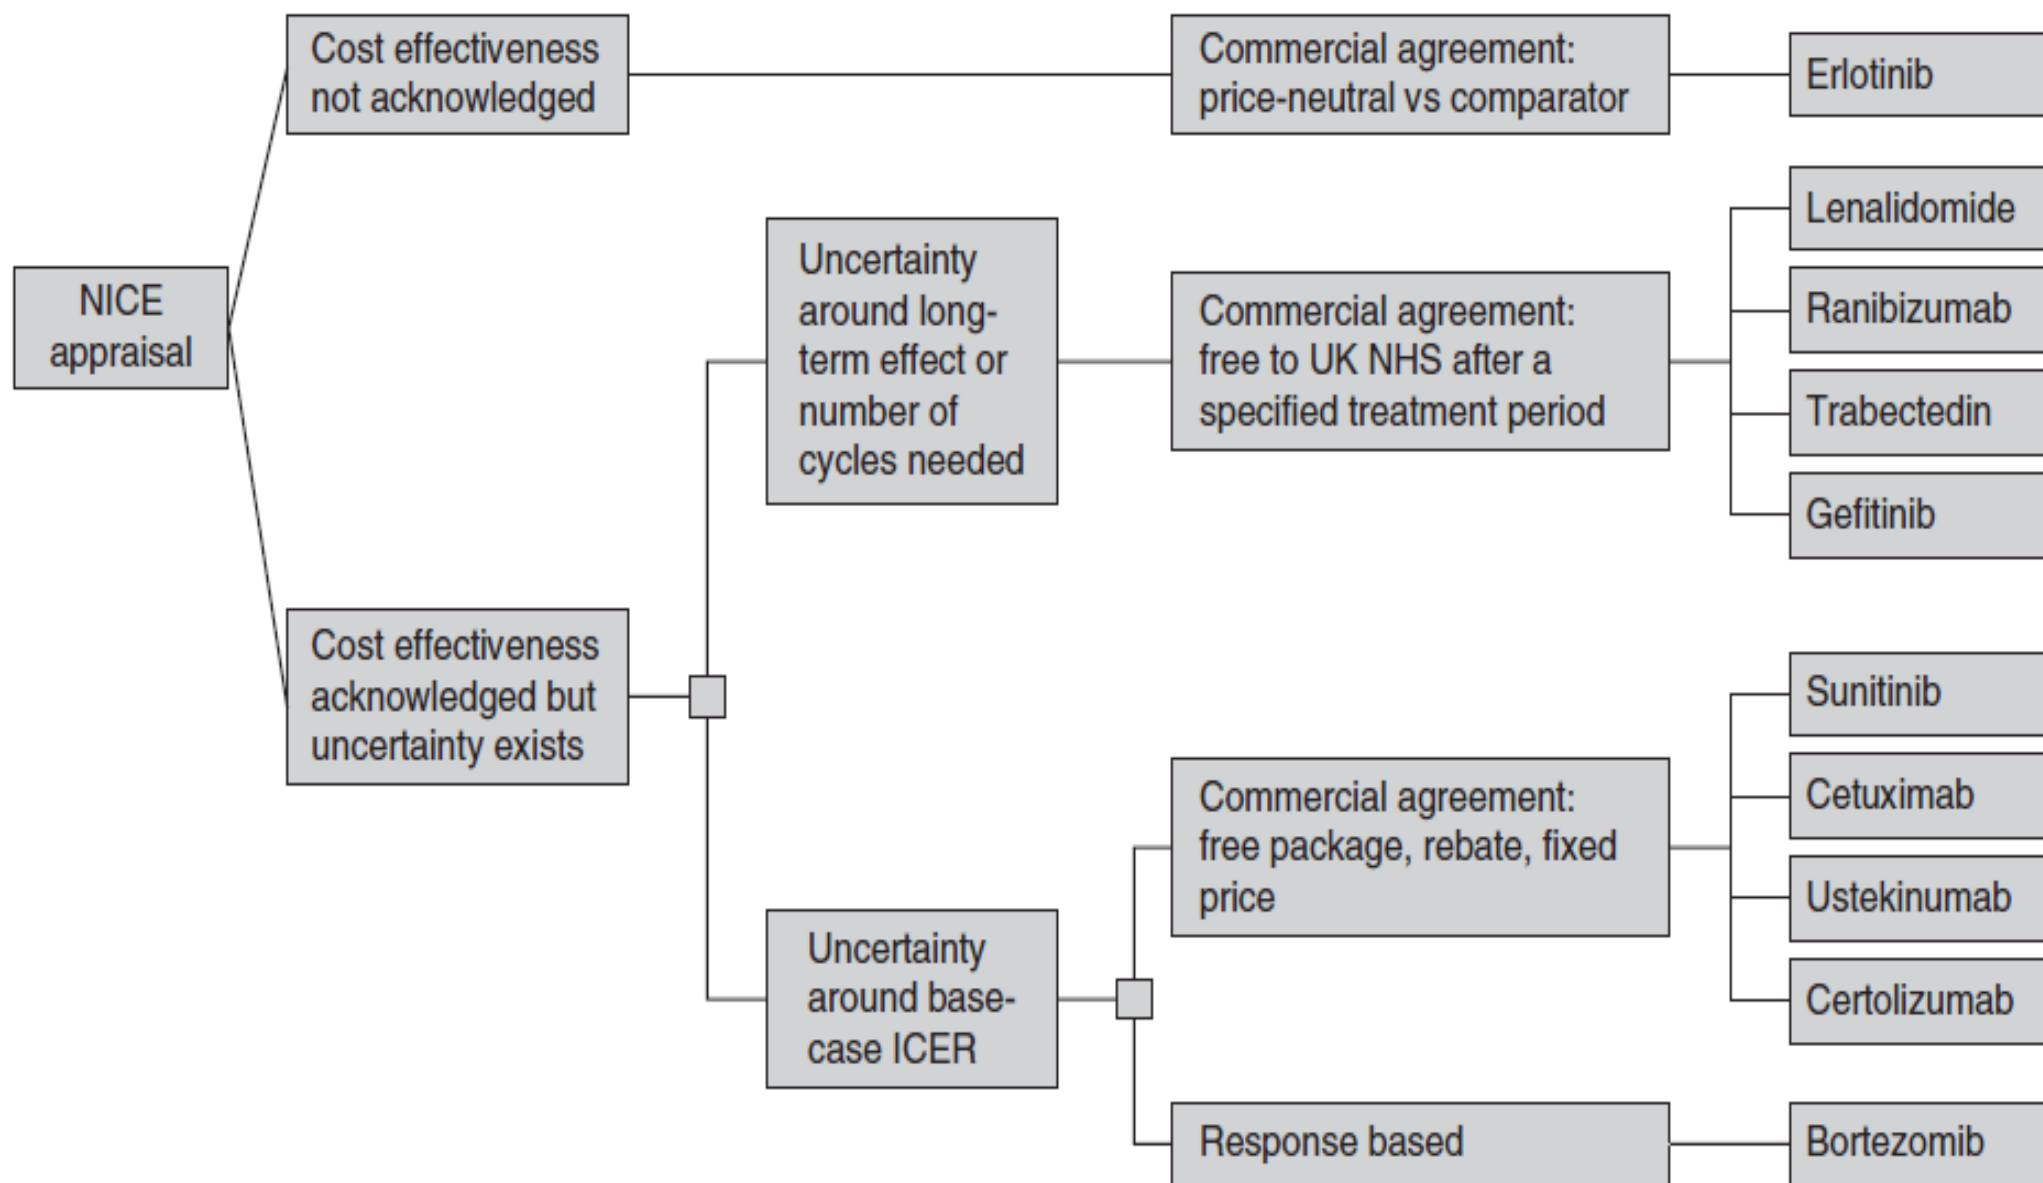 Cost effectiveness
not acknowledged
Commercial agreement:
price-neutral vs comparator
Erlotinib
NICE
appraisal
Uncertainty
around long-
term effect or
number of
cycles needed
Commercial agreement:
free to UK NHS after a
specified treatment period
Lenalidomide
Ranibizumab
Trabectedin
Gefitinib
Cost effectiveness
acknowledged but
uncertainty exists
Uncertainty
around base-
case ICER
Commercial agreement:
free package, rebate, fixed
price
Sunitinib
Cetuximab
Ustekinumab
Certolizumab
Response based
Bortezomib